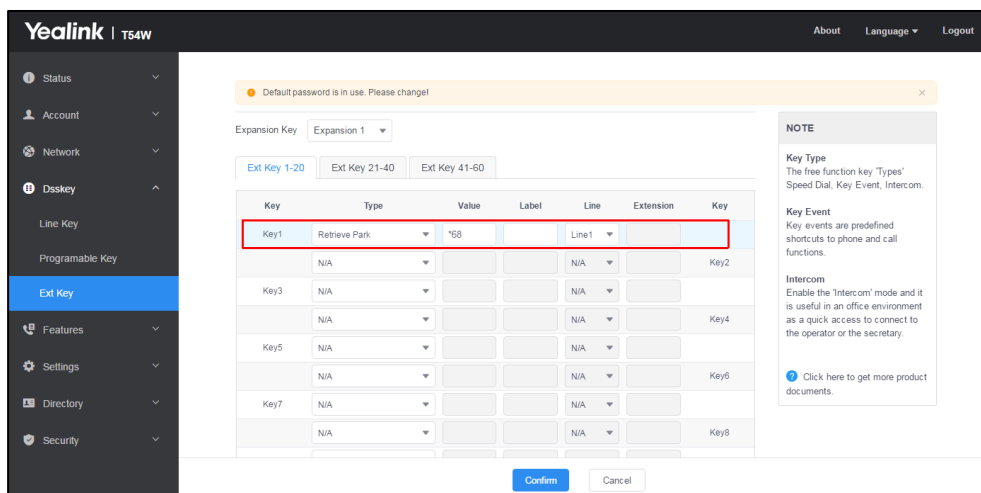 Yealink | T54W
About Language Logout
Status
Account
Network
Dsskey
Line Key
Programable Key
Ext Key
Features
Settings
Directory
Security
Default password is in use. Please change!
Expansion Key Expansion 1
Ext Key 1-20 Ext Key 21-40 Ext Key 41-60
Key Type Value Label Line Extension Key
Key1 Retrieve Park *68 Line1
N/A N/A Key2
Key3 N/A N/A
N/A N/A Key4
Key5 N/A N/A
N/A N/A Key6
Key7 N/A N/A
N/A N/A Key8
Confirm Cancel
NOTE
Key Type
The free function key 'Types'
Speed Dial, Key Event, Intercom.
Key Event
Key events are predefined
shortcuts to phone and call
functions.
Intercom
Enable the 'Intercom' mode and it
is useful in an office environment
as a quick access to connect to
the operator or the secretary.
Click here to get more product
documents.